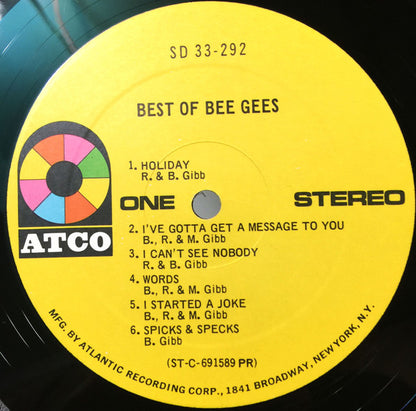 SD 33-292
BEST OF BEE GEES
1. HOLIDAY
R. & B. Gibb
ONE
STEREO
2. I'VE GOTTA GET A MESSAGE TO YOU
B., R. & M. Gibb
ATCO
3. I CAN'T SEE NOBODY
R. & B. Gibb
4. WORDS
B., R. & M. Gibb
5. I STARTED A JOKE
B., R. & M. Gibb
6. SPICKS & SPECKS
B. Gibb
(ST-C-691589 PR)
MFG. BY ATLANTIC RECORDING CORP., 1841 BROADWAY, NEW YORK, N.Y.